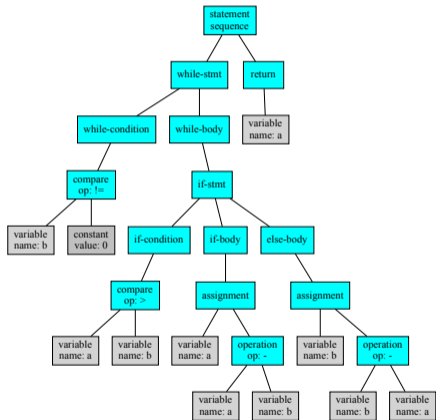 statement
sequence
while-stmt
return
while-condition
while-body
variable
name: a
compare
op: !=
if-stmt
variable
name: b
constant
value: 0
if-condition
if-body
else-body
compare
op: >
assignment
assignment
variable
name: a
variable
name: b
variable
name: a
operation
op: -
variable
name: b
operation
op: -
variable
name: a
variable
name: b
variable
name: b
variable
name: a